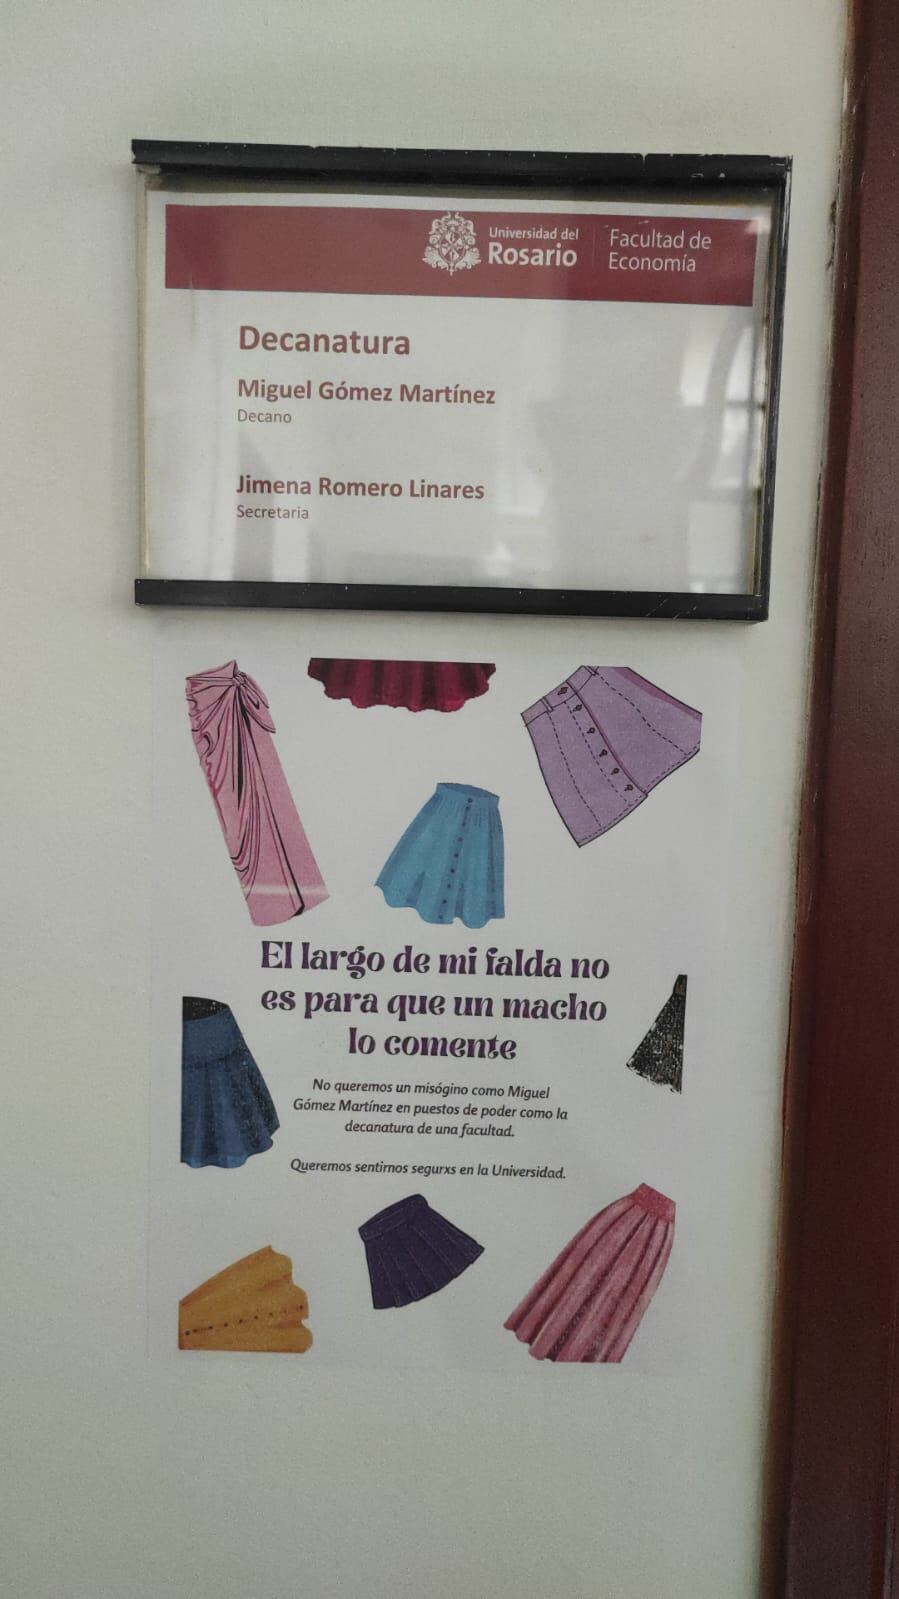 Universidad del
Rosario
Facultad de
Economía
Decanatura
Miguel Gómez Martínez
Decano
Jimena Romero Linares
Secretaria
El largo de mi falda no
es para que un macho
lo comente
No queremos un misógino como Miguel
Gómez Martínez en puestos de poder como la
decanatura de una facultad.
Queremos sentirnos segurxs en la Universidad.